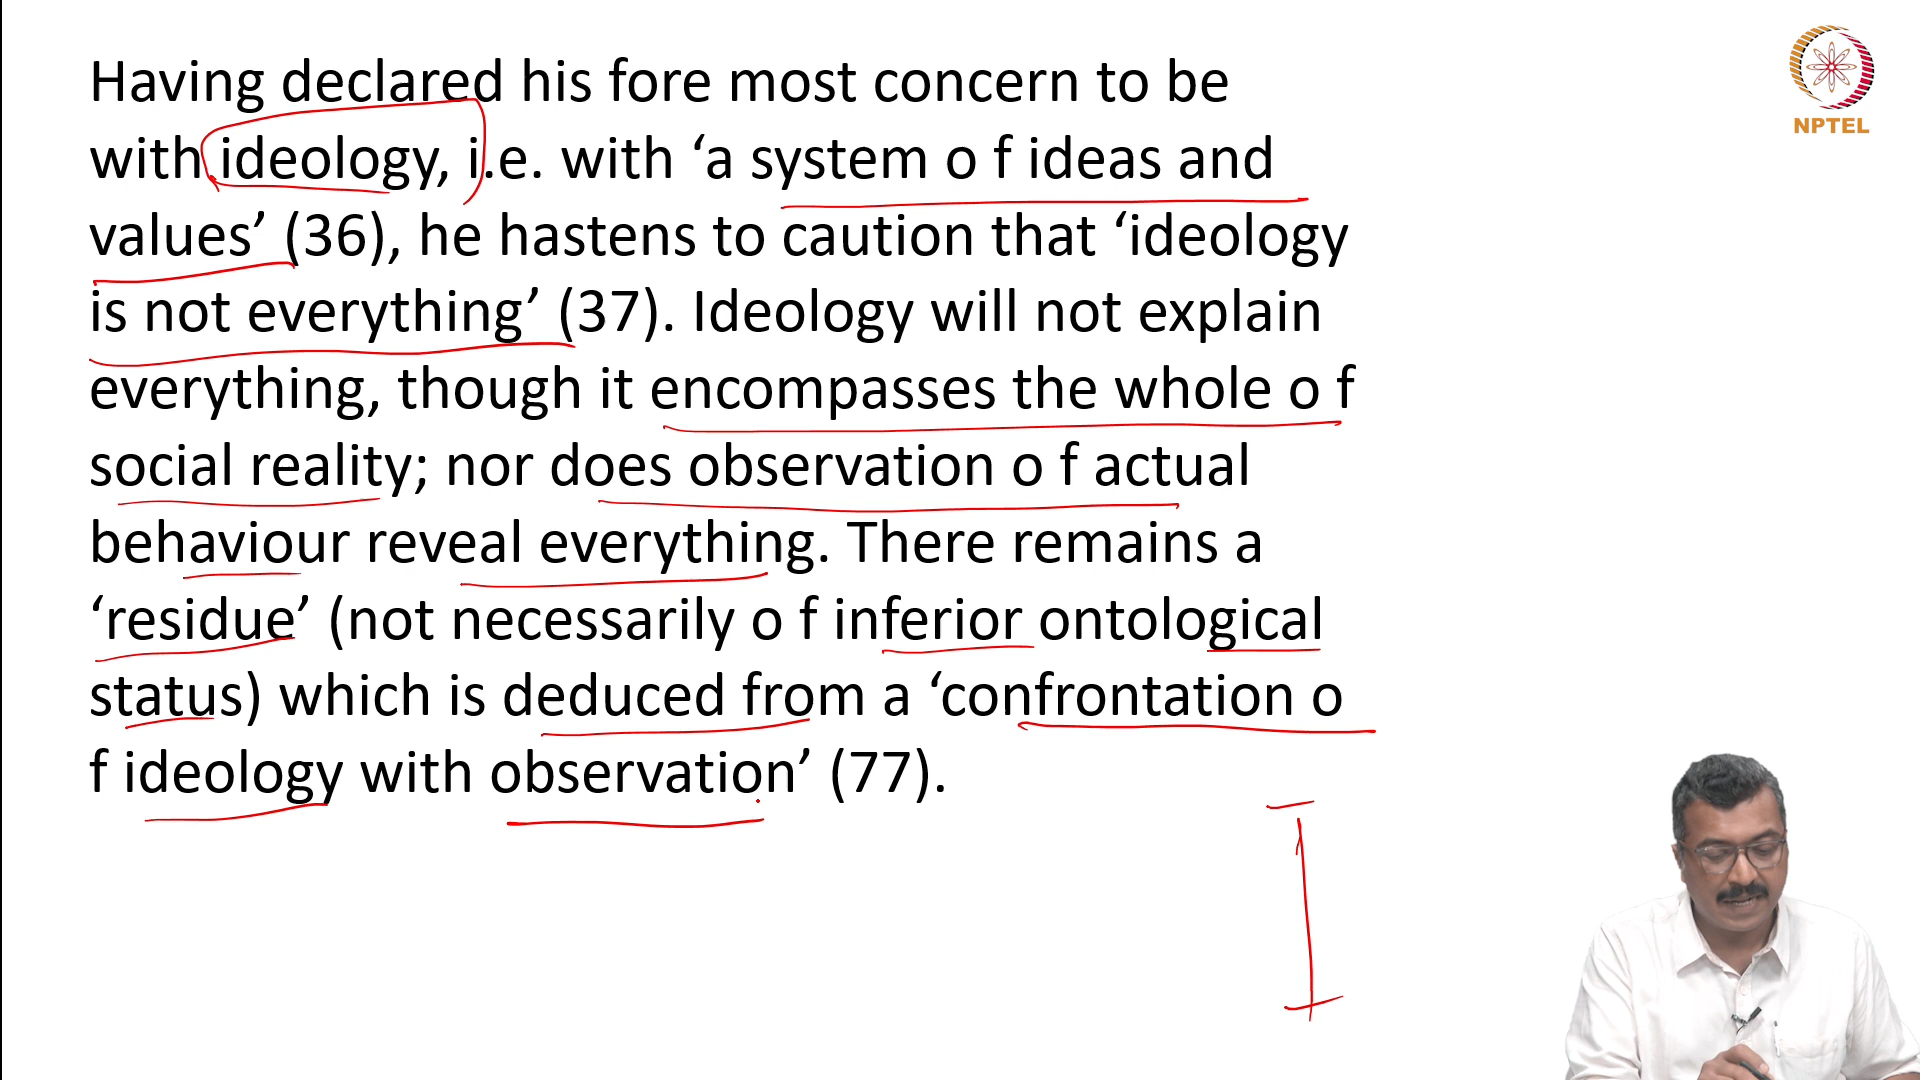 Having declared his fore most concern to be
with ideology, i.e. with ‘a system o f ideas and
values’ (36), he hastens to caution that ‘ideology
is not everything’ (37). Ideology will not explain
everything, though it encompasses the whole o f
social reality; nor does observation o f actual
behaviour reveal everything. There remains a
‘residue’ (not necessarily o f inferior ontological
status) which is deduced from a ‘confrontation o
f ideology with observation’ (77).
NPTEL
I